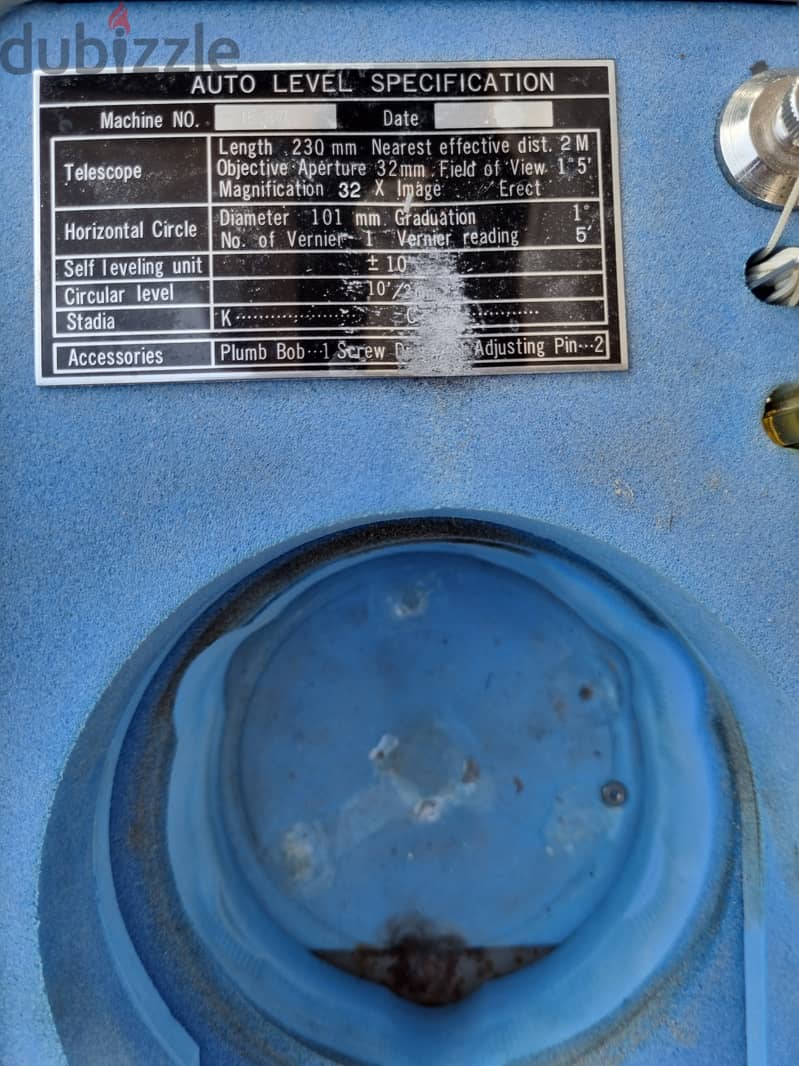 dubizzle
AUTO LEVEL SPECIFICATION
Machine NO. Date
Telescope
Length 230 mm Nearest effective dist. 2 M
Objective Aperture 32mm Field of View 1°5'
Magnification 32 X Image Erect
Horizontal Circle
Diameter 101 mm Graduation 1°
No. of Vernier 1 Vernier reading 5'
Self leveling unit ± 10'
Circular level 10'/
Stadia K C
Accessories Plumb Bob…1 Screw Adjusting Pin…2